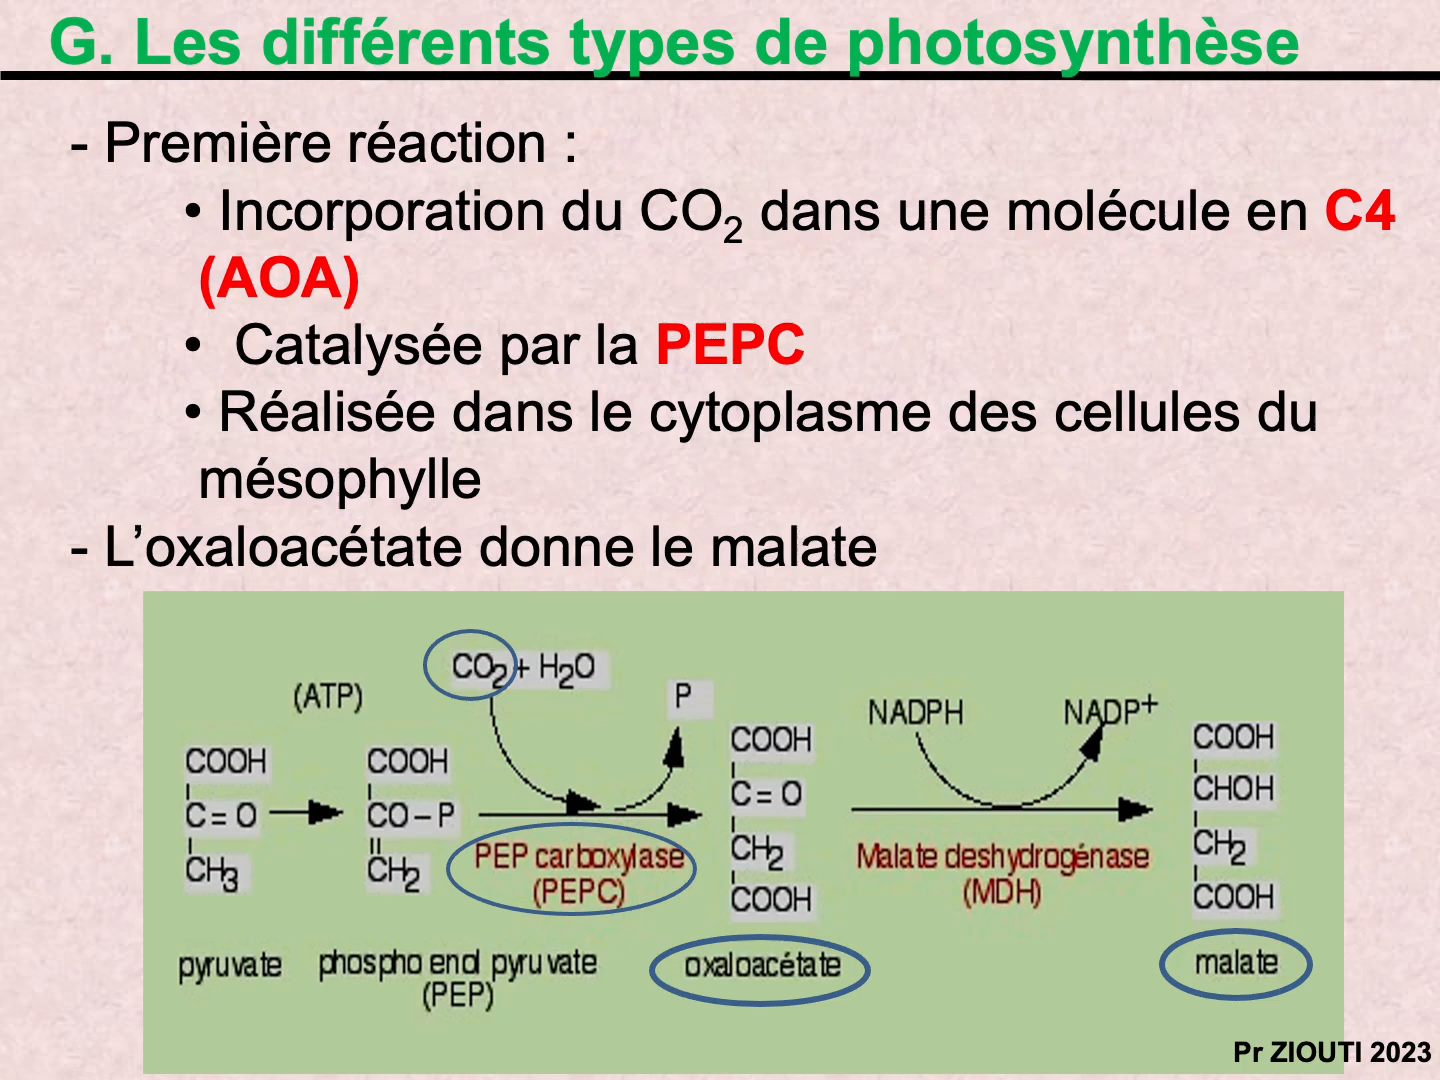 G. Les différents types de photosynthèse
- Première réaction :
• Incorporation du CO2 dans une molécule en C4
(AOA)
• Catalysée par la PEPC
• Réalisée dans le cytoplasme des cellules du
mésophylle
- L’oxaloacétate donne le malate
CO2 + H2O
(ATP)
P
NADPH
NADP+
COOH
C = O
CH3
COOH
CO – P
CH2
COOH
C = O
CH2
COOH
COOH
CHOH
CH2
COOH
PEP carboxylase
(PEPC)
Malate deshydrogénase
(MDH)
pyruvate
phospho enol pyruvate
(PEP)
oxaloacétate
malate
Pr ZIOUTI 2023